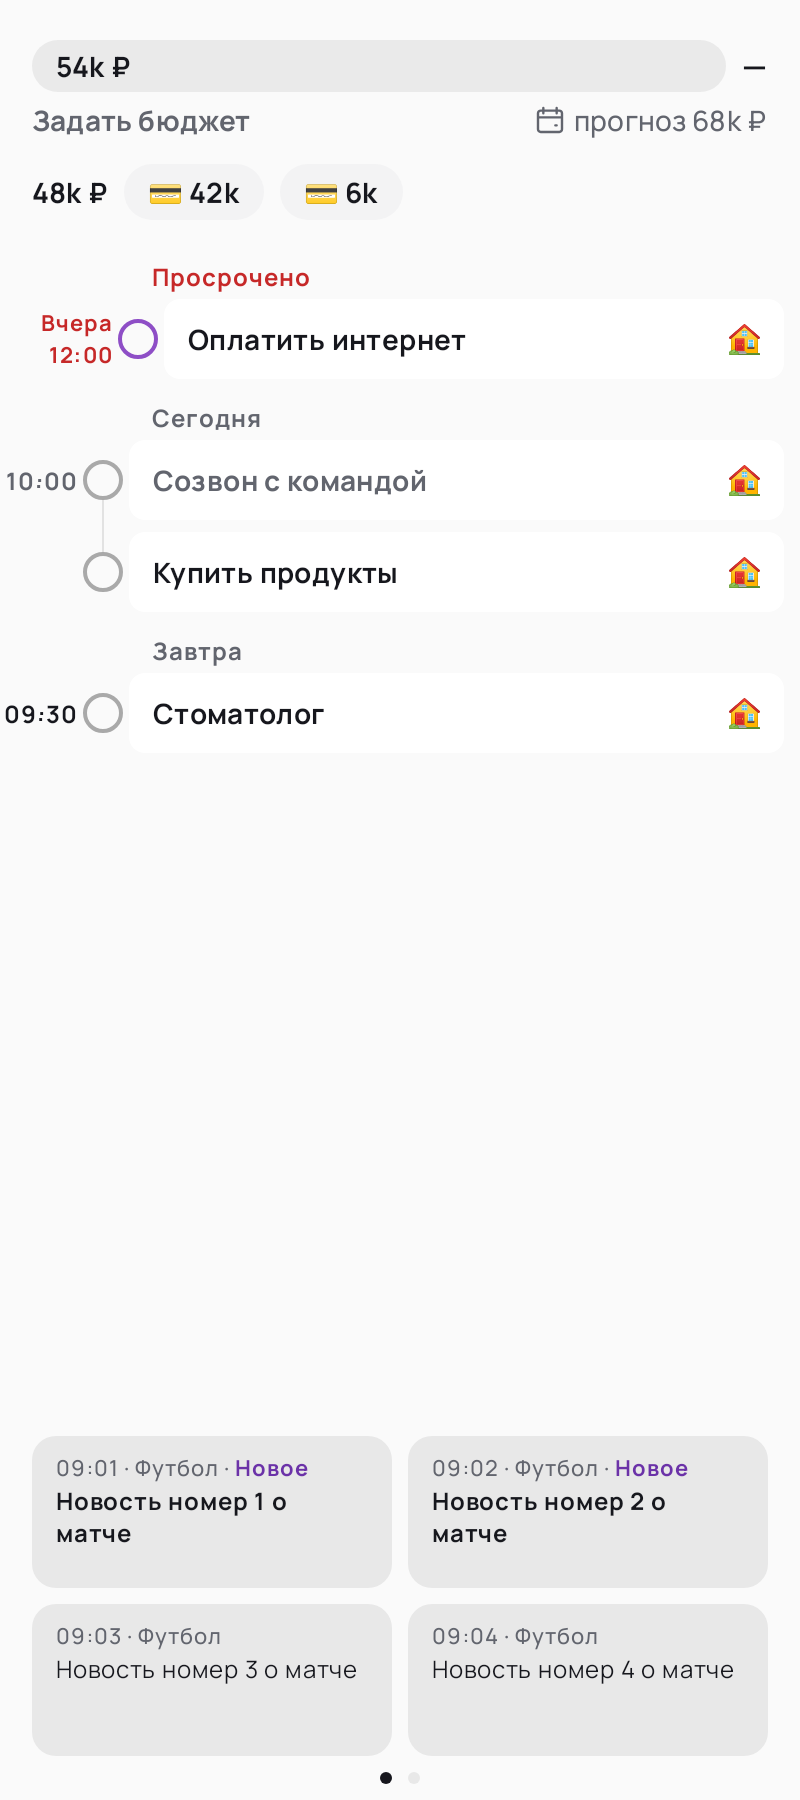 54k ₽ —
Задать бюджет прогноз 68k ₽
48k ₽ 💳 42k 💳 6k
Просрочено
Вчера
12:00
Оплатить интернет
Сегодня
10:00 Созвон с командой
Купить продукты
Завтра
09:30 Стоматолог
09:01 · Футбол · Новое
Новость номер 1 о
матче
09:02 · Футбол · Новое
Новость номер 2 о
матче
09:03 · Футбол
Новость номер 3 о матче
09:04 · Футбол
Новость номер 4 о матче